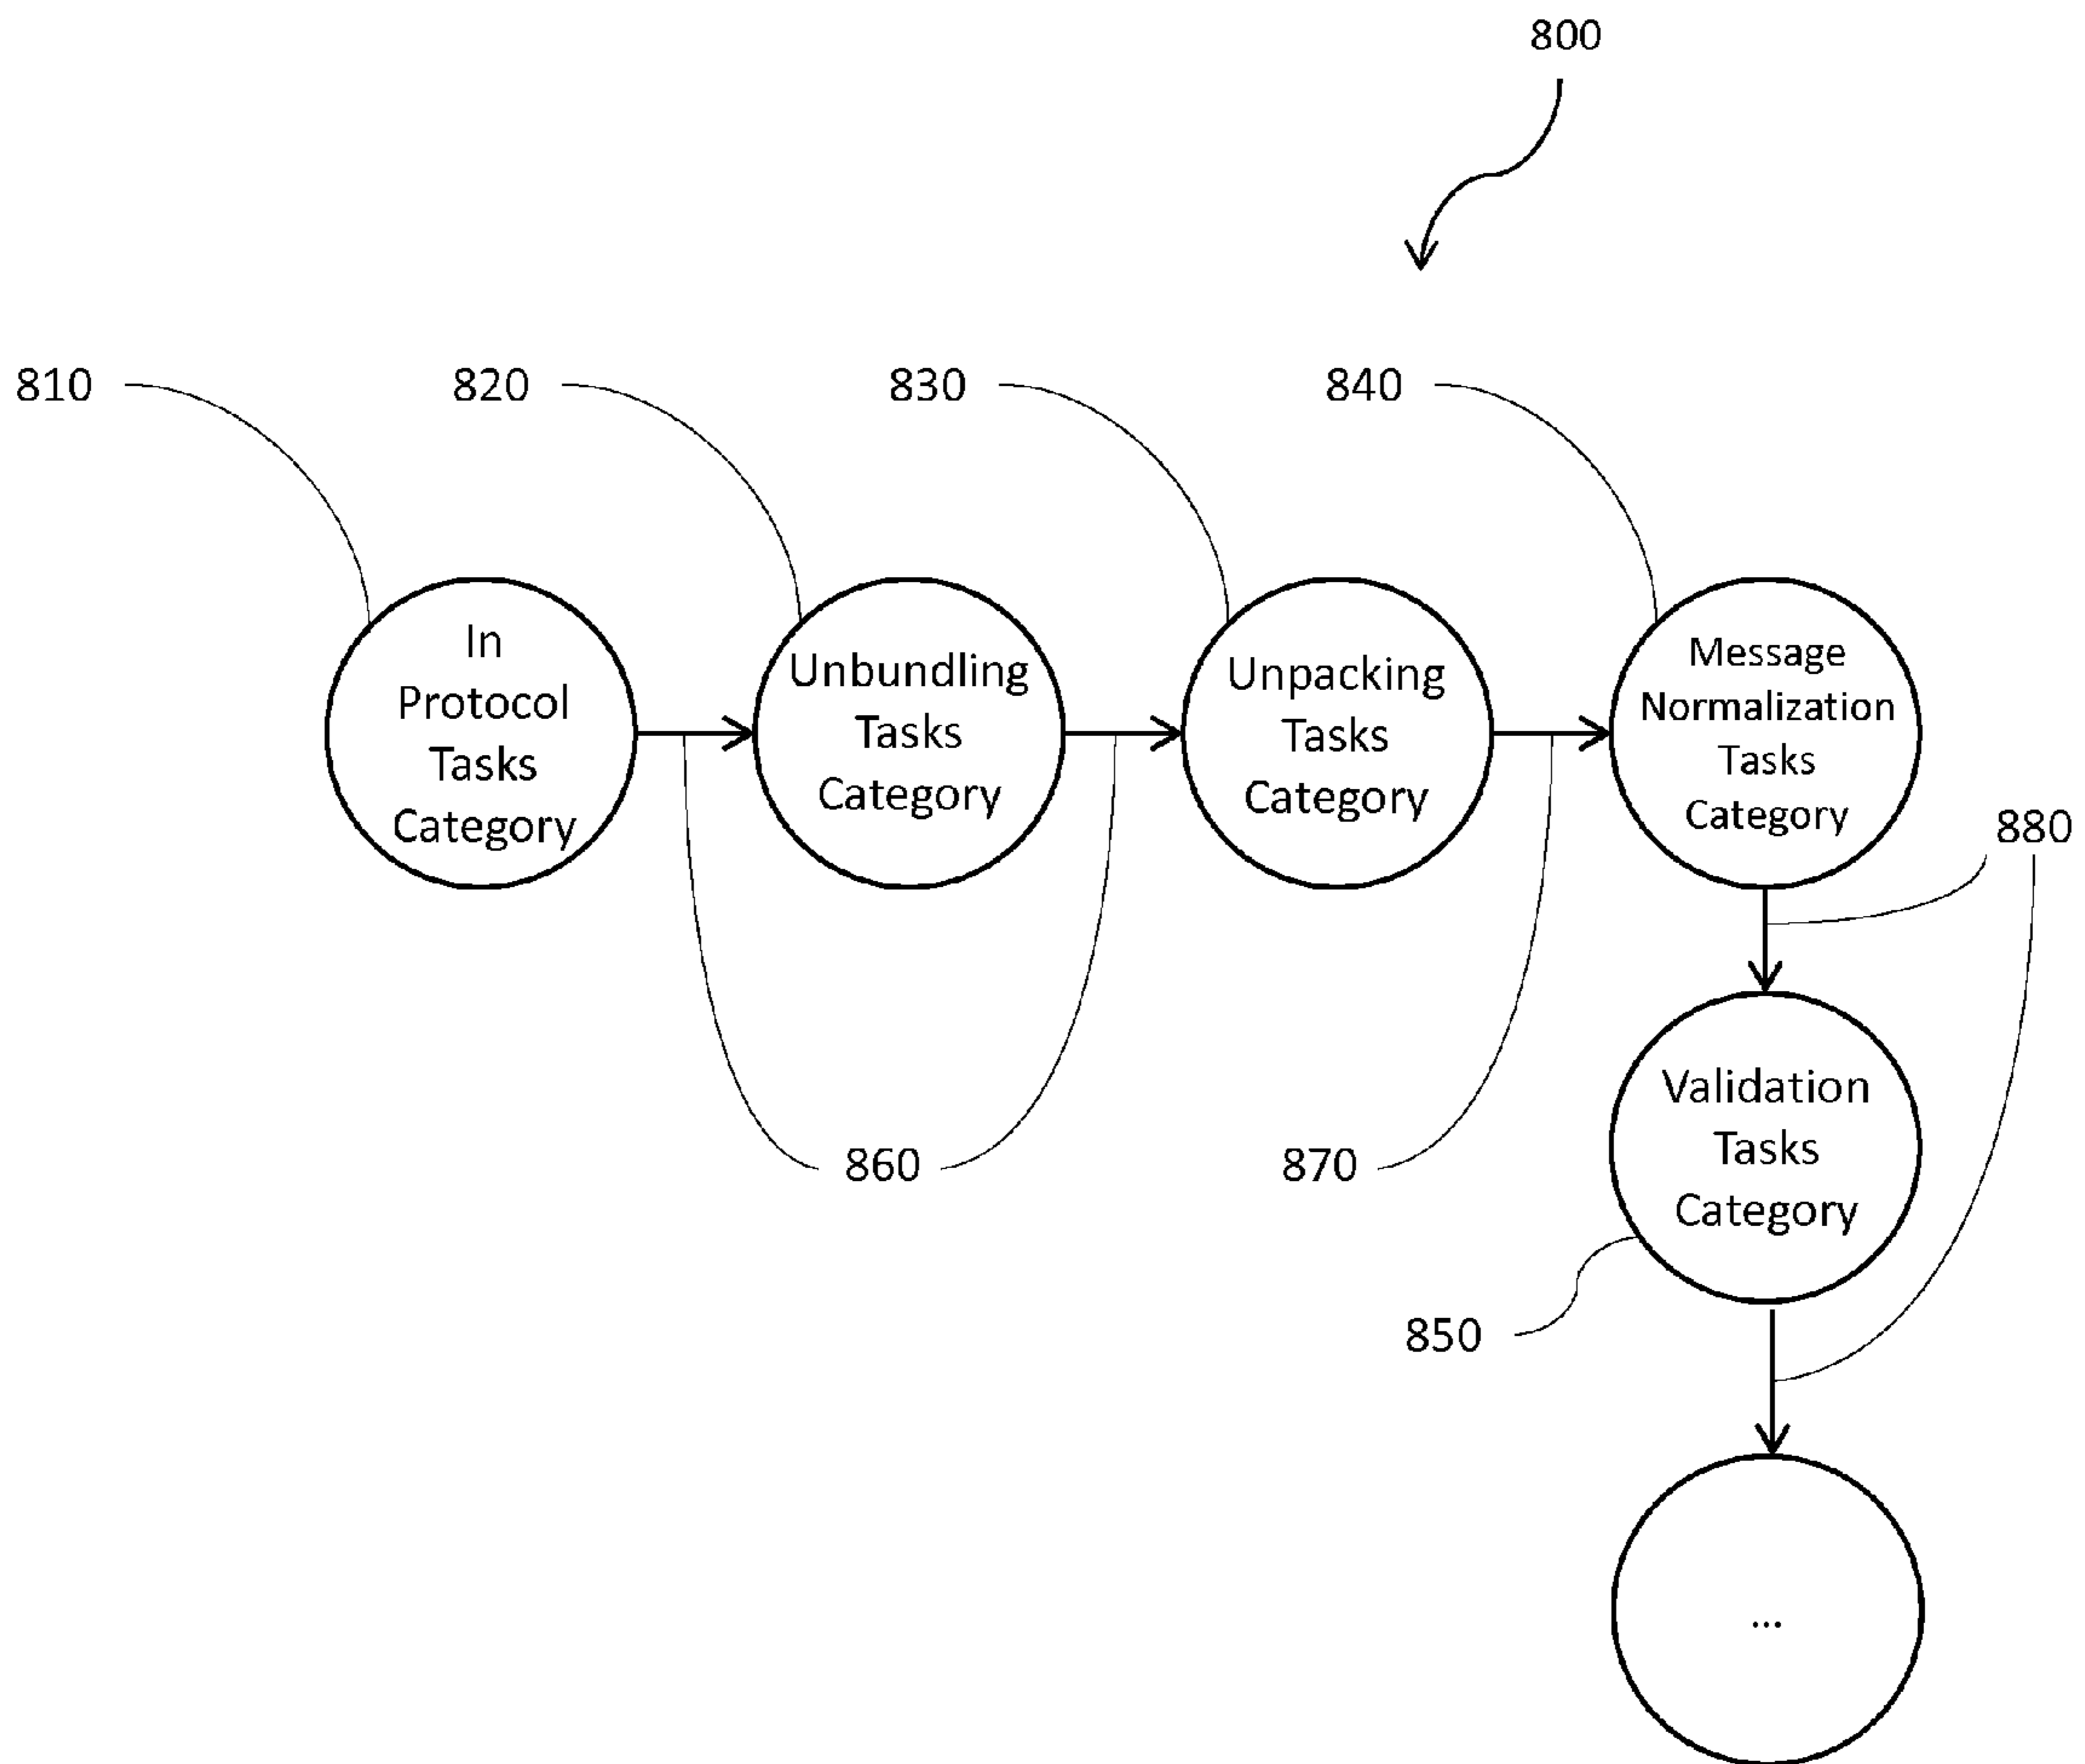 800
810
820
830
840
In
Protocol
Tasks
Category
Unbundling
Tasks
Category
Unpacking
Tasks
Category
Message
Normalization
Tasks
Category
880
Validation
Tasks
Category
860
870
850
...